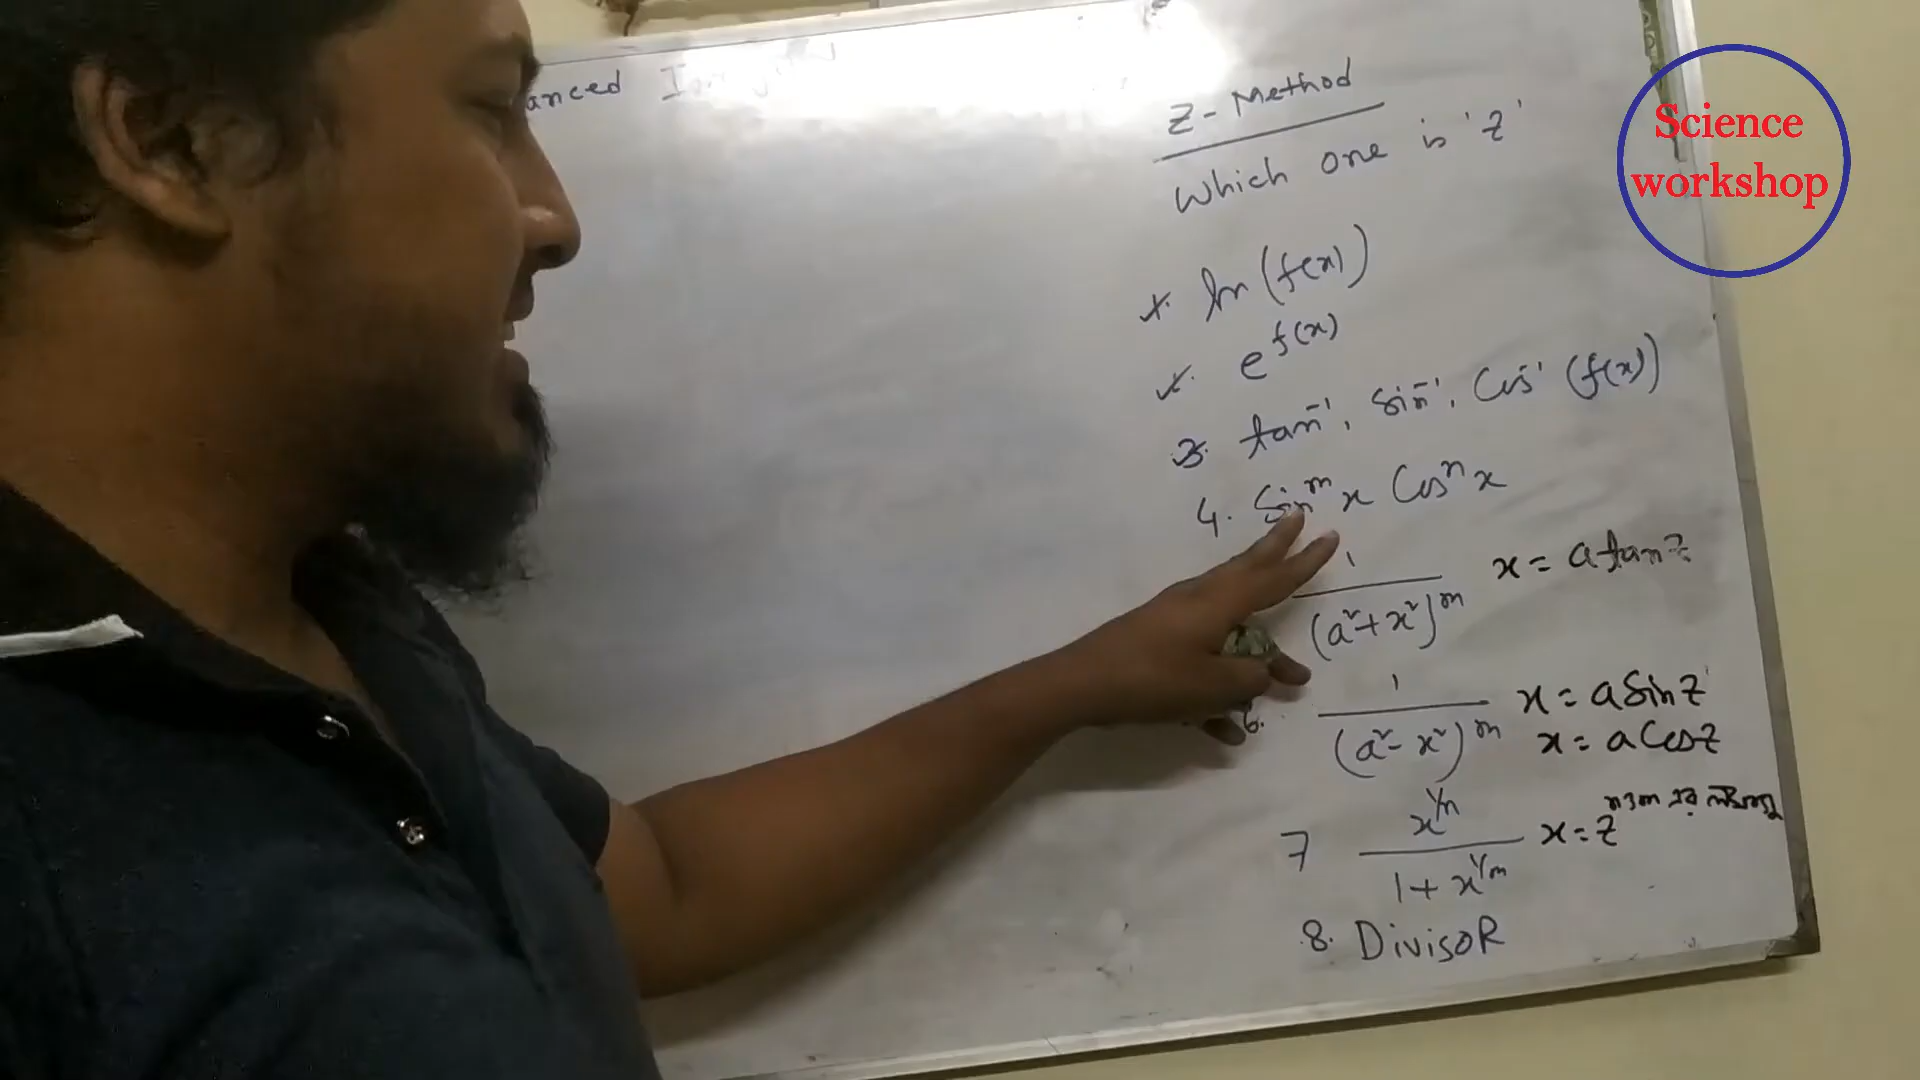 anced
Z-Method
Which one is 'z'
Science
workshop
1. ln (f(x))
2. e^f(x)
3. tan⁻¹, Sin⁻¹, Cos⁻¹ (f(x))
4. Sin^m x Cos^n x
1/(a²+x²)^m x = a tan z
6. 1/(a²-x²)^m x = a Sin z
x = a Cos z
7 x^1/n / 1+x^1/m x = z^n ও m এর
8. DivisoR